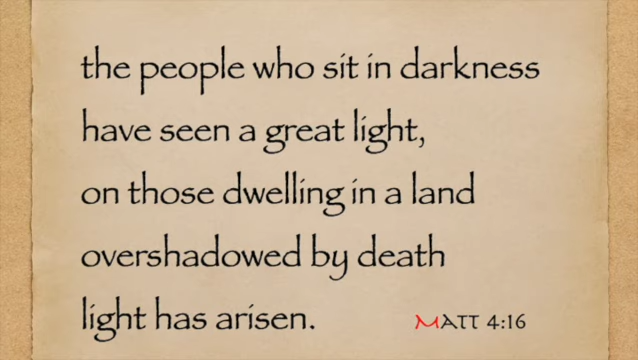 the people who sit in darkness
have seen a great light,
on those dwelling in a land
overshadowed by death
light has arisen. MATT 4:16